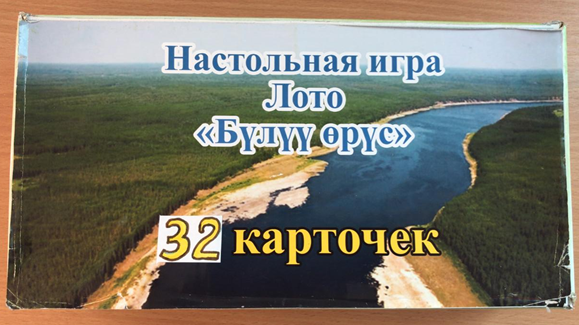 Настольная игра
Лото
«Бүлүү өрүс»
32 карточек